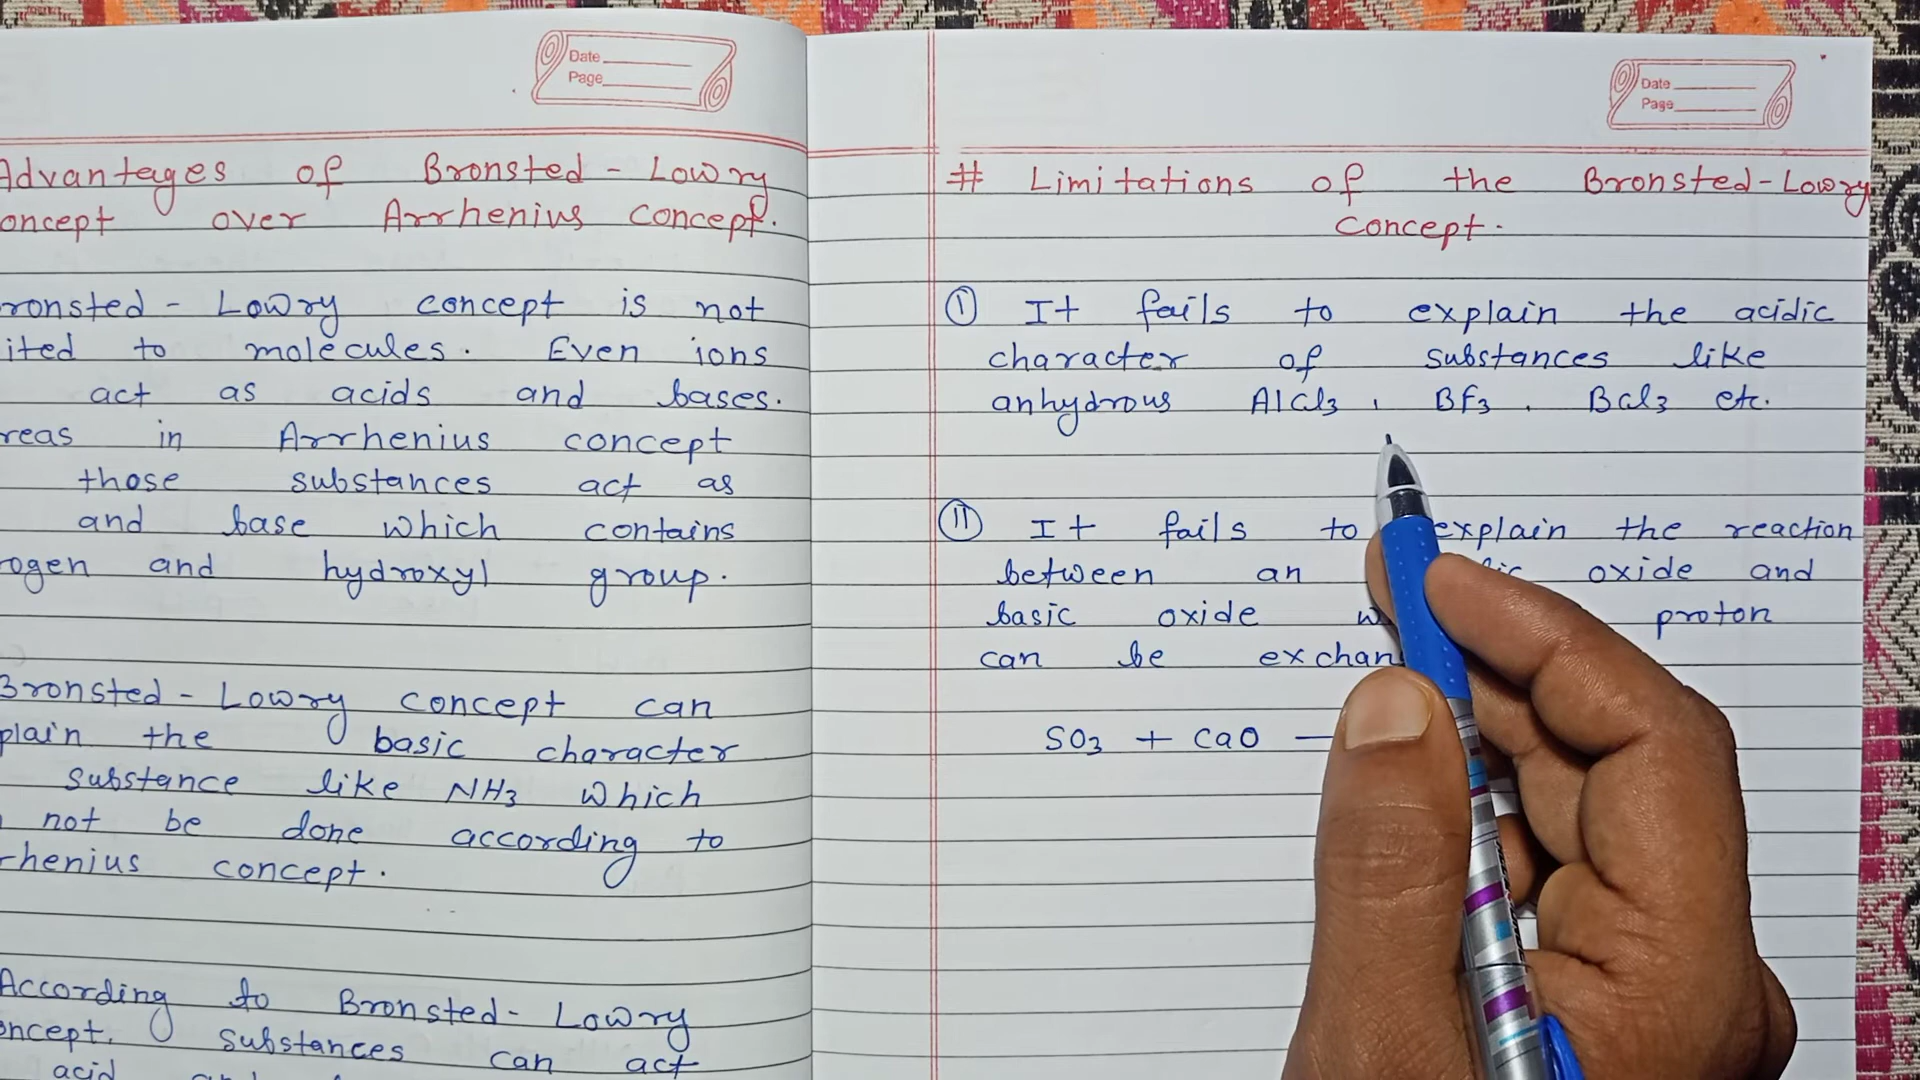 Date
Page
Advantages of Bronsted-Lowry
oncept over Arrhenius concept.
ronsted-Lowry concept is not
ited to molecules. Even ions
act as acids and bases.
reas in Arrhenius concept
those substances act as
and base which contains
rogen and hydroxyl group.
Bronsted-Lowry concept can
plain the basic character
substance like NH3 which
not be done according to
rhenius concept.
According to Bronsted-Lowry
oncept, substances can act
acid
Date
Page
# Limitations of the Bronsted-Lowry
concept.
I It fails to explain the acidic
character of substances like
anhydrous AlCl3, BF3, BCl3 etc.
II It fails to explain the reaction
between an oxide and
basic oxide proton
can be exchan
SO3 + CaO —